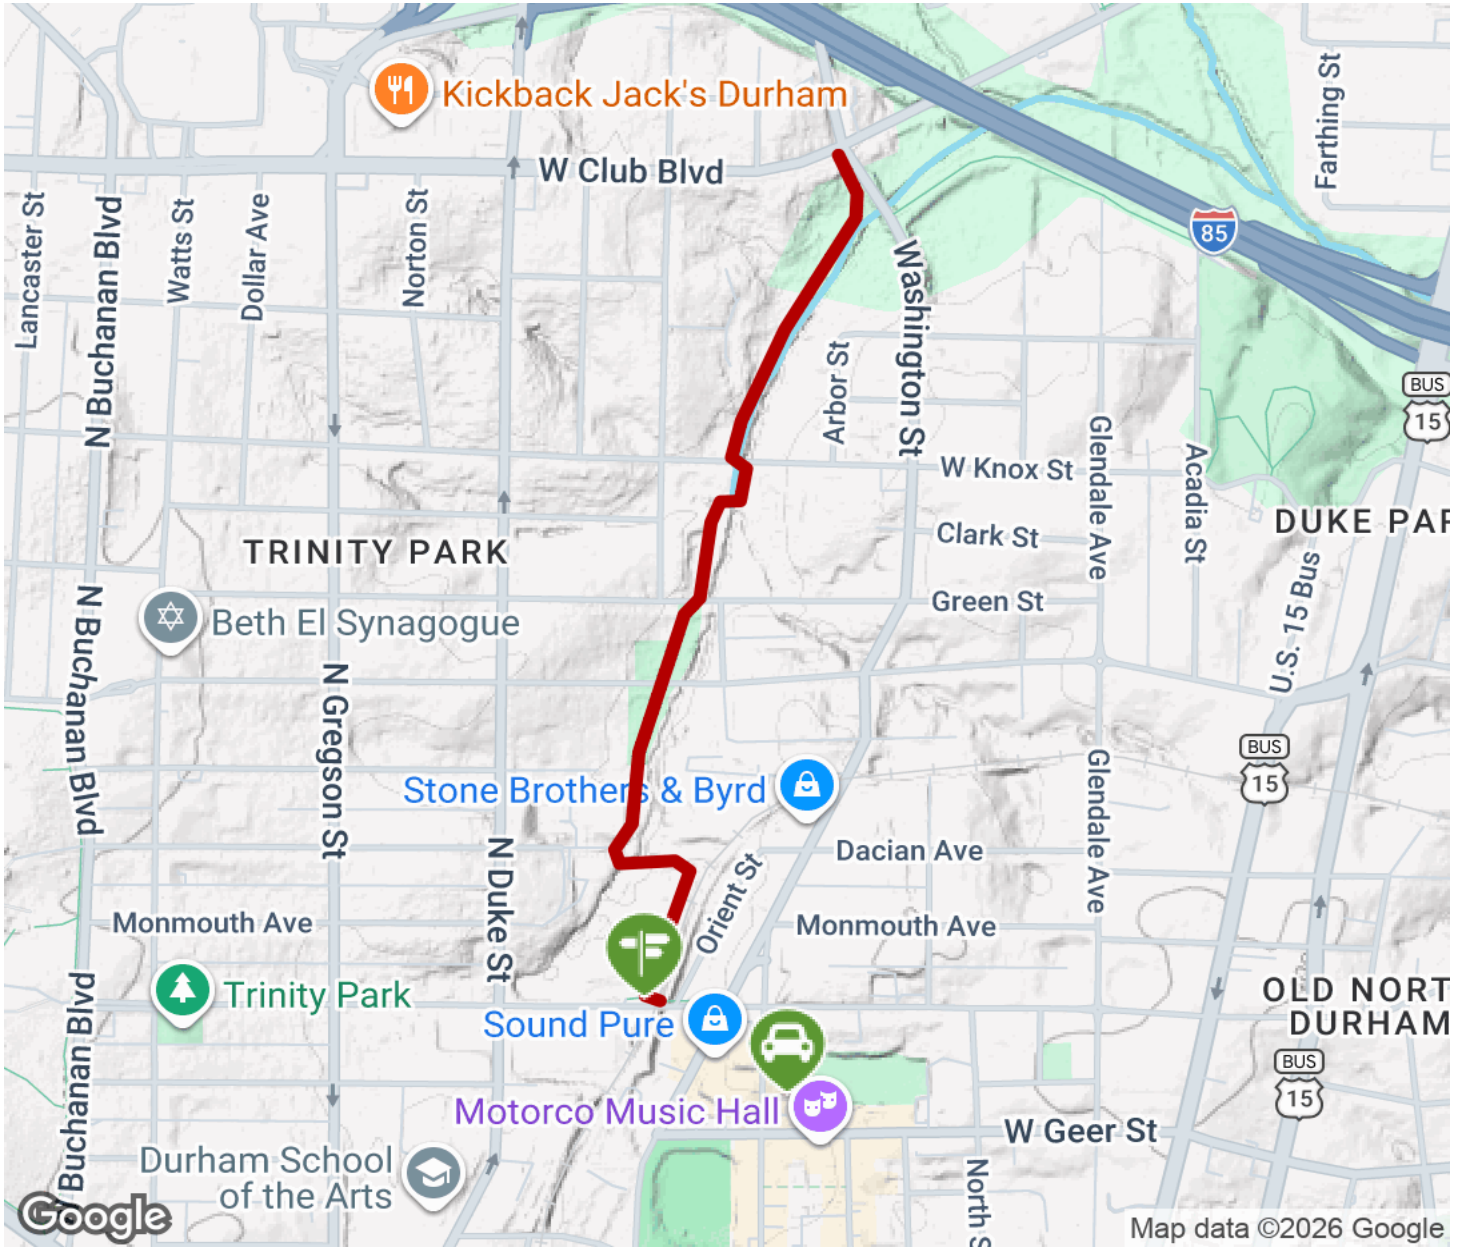 Kickback Jack's Durham
W Club Blvd
Farthing St
Lancaster St
N Buchanan Blvd
Watts St
Dollar Ave
Norton St
85
Washington St
Arbor St
BUS
15
Glendale Ave
W Knox St
Acadia St
Clark St
DUKE PAR
TRINITY PARK
Green St
Beth El Synagogue
U.S. 15 Bus
N Buchanan Blvd
N Gregson St
BUS
15
Stone Brothers & Byrd
Glendale Ave
Dacian Ave
N Duke St
Orient St
Monmouth Ave
Monmouth Ave
Trinity Park
OLD NORT
DURHAM
Sound Pure
BUS
15
Motorco Music Hall
W Geer St
Buchanan Blvd
Durham School
of the Arts
North S
Google
Map data ©2026 Google